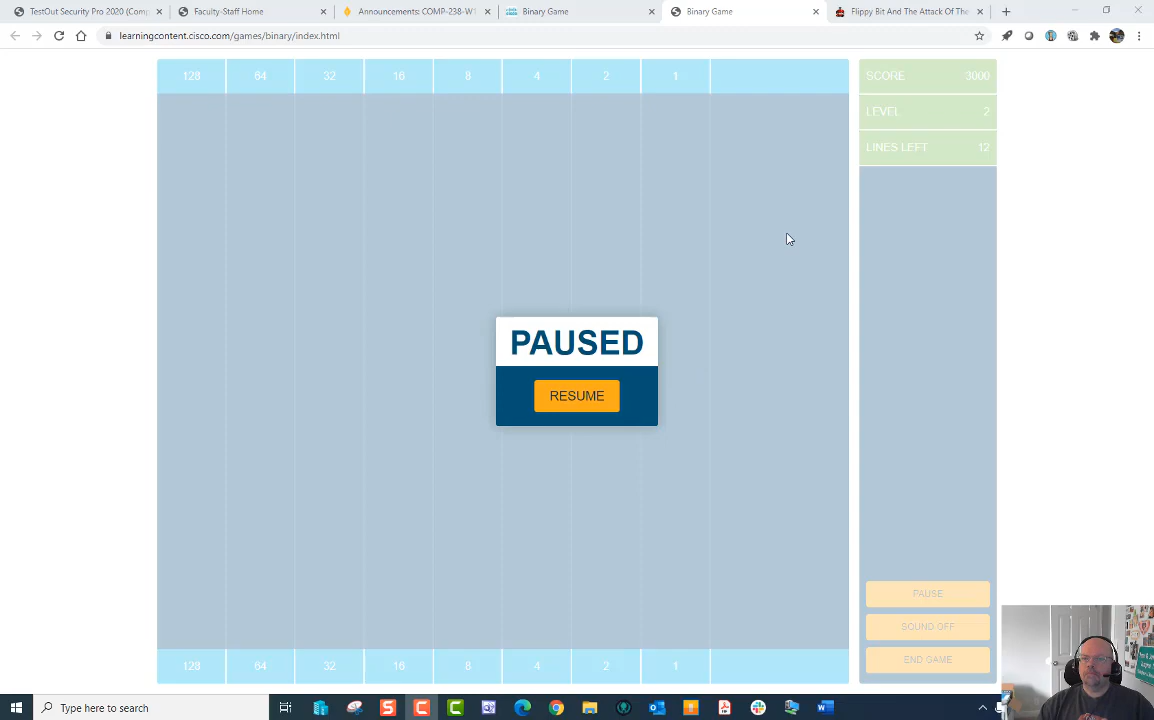 TestOut Security Pro 2020 (Comp
Faculty-Staff Home
Announcements: COMP-238-W1
Binary Game
Binary Game
Flippy Bit And The Attack Of The
learningcontent.cisco.com/games/binary/index.html
128 64 32 16 8 4 2 1
SCORE 3000
LEVEL 2
LINES LEFT 12
PAUSED
RESUME
PAUSE
SOUND OFF
END GAME
128 64 32 16 8 4 2 1
Type here to search